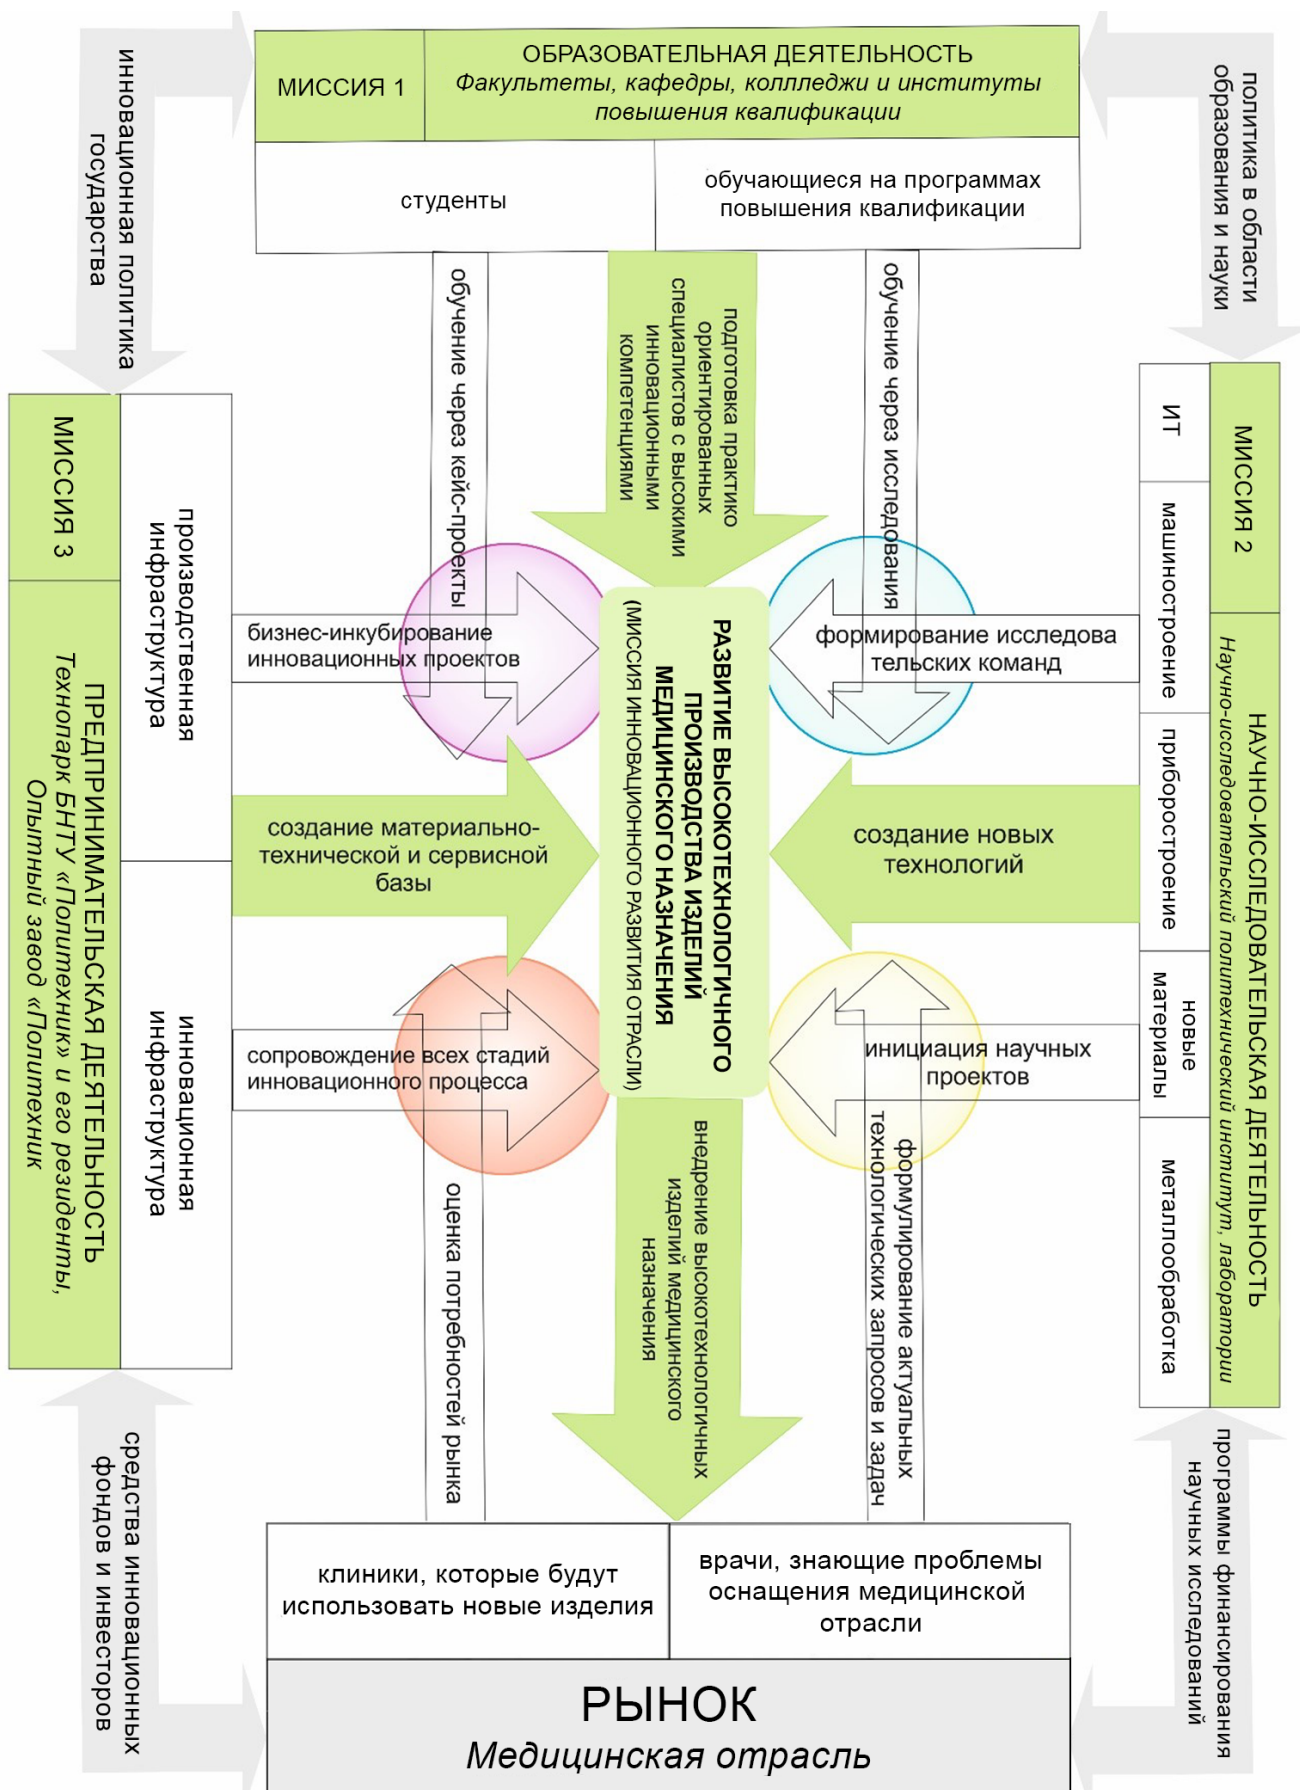 МИССИЯ 1
ОБРАЗОВАТЕЛЬНАЯ ДЕЯТЕЛЬНОСТЬ
Факультеты, кафедры, коллледжи и институты
повышения квалификации
студенты
обучающиеся на программах
повышения квалификации
инновационная политика
государства
политика в области
образования и науки
обучение через кейс-проекты
подготовка практико
ориентированных
специалистов с высокими
инновационными
компетенциями
обучение через исследования
МИССИЯ 3
ПРЕДПРИНИМАТЕЛЬСКАЯ ДЕЯТЕЛЬНОСТЬ
Технопарк БНТУ «Политехник» и его резиденты,
Опытный завод «Политехник
производственная
инфраструктура
инновационная
инфраструктура
бизнес-инкубирование
инновационных проектов
создание материально-
технической и сервисной
базы
сопровождение всех стадий
инновационного процесса
РАЗВИТИЕ ВЫСОКОТЕХНОЛОГИЧНОГО
ПРОИЗВОДСТВА ИЗДЕЛИЙ
МЕДИЦИНСКОГО НАЗНАЧЕНИЯ
(МИССИЯ ИННОВАЦИОННОГО РАЗВИТИЯ ОТРАСЛИ)
формирование исследова
тельских команд
создание новых
технологий
инициация научных
проектов
ИТ
машиностроение
приборостроение
новые
материалы
металлообработка
МИССИЯ 2
НАУЧНО-ИССЛЕДОВАТЕЛЬСКАЯ ДЕЯТЕЛЬНОСТЬ
Научно-исследовательский политехнический институт, лаборатории
оценка потребностей рынка
внедрение высокотехнологичных
изделий медицинского
назначения
формулирование актуальных
технологических запросов и задач
средства инновационных
фондов и инвесторов
программы финансирования
научных исследований
клиники, которые будут
использовать новые изделия
врачи, знающие проблемы
оснащения медицинской
отрасли
РЫНОК
Медицинская отрасль